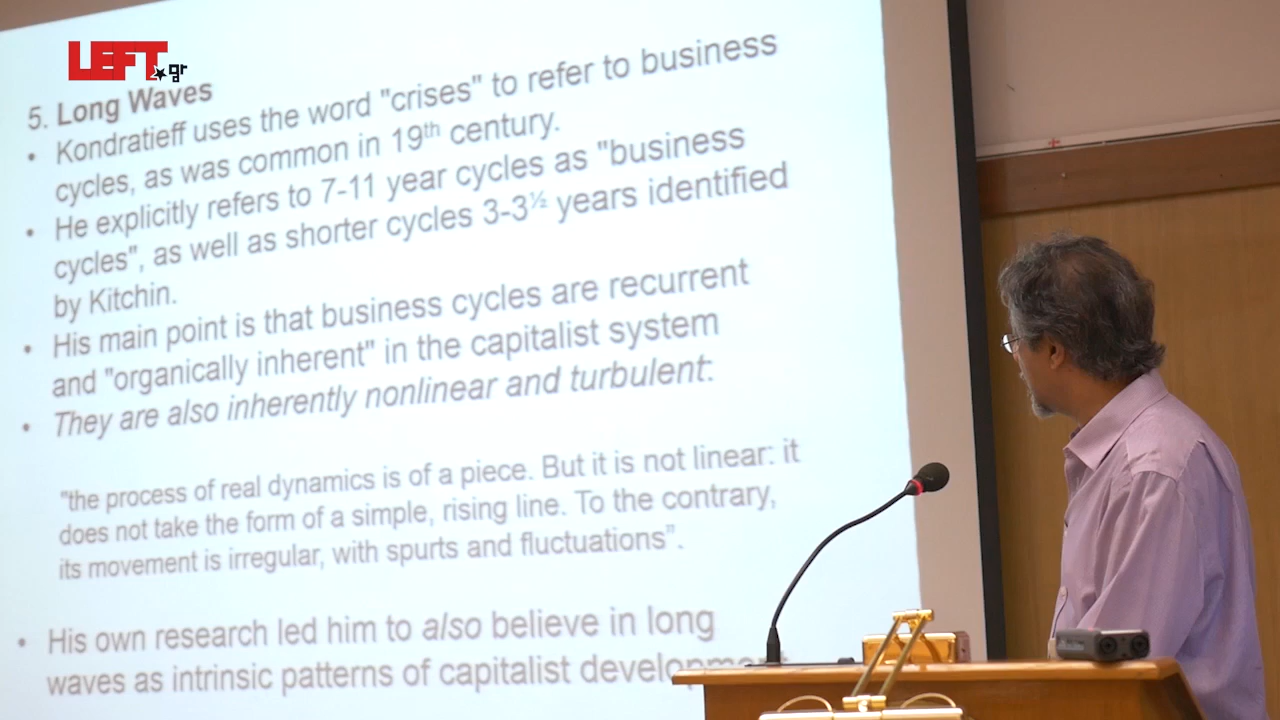 LEFT.gr
5. Long Waves
• Kondratieff uses the word "crises" to refer to business
cycles, as was common in 19th century.
• He explicitly refers to 7-11 year cycles as "business
cycles", as well as shorter cycles 3-3½ years identified
by Kitchin.
• His main point is that business cycles are recurrent
and "organically inherent" in the capitalist system
• They are also inherently nonlinear and turbulent:
"the process of real dynamics is of a piece. But it is not linear: it
does not take the form of a simple, rising line. To the contrary,
its movement is irregular, with spurts and fluctuations".
• His own research led him to also believe in long
waves as intrinsic patterns of capitalist development